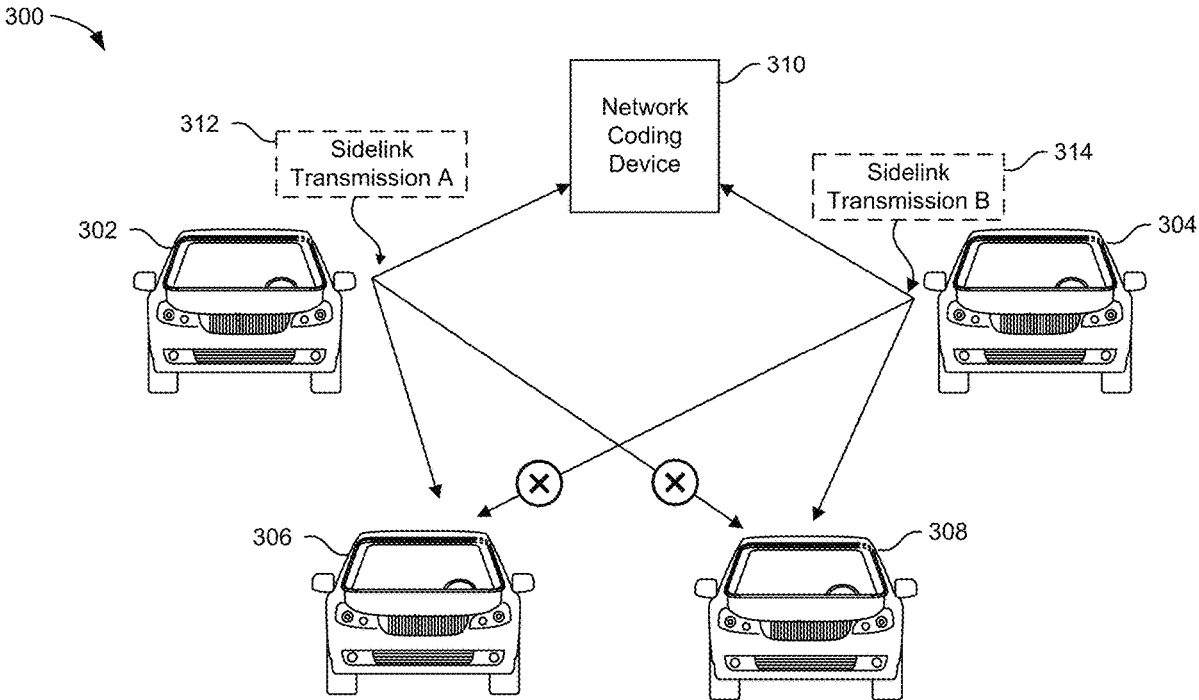 300
310
Network
Coding
Device
312
Sidelink
Transmission A
314
Sidelink
Transmission B
302
304
306
308